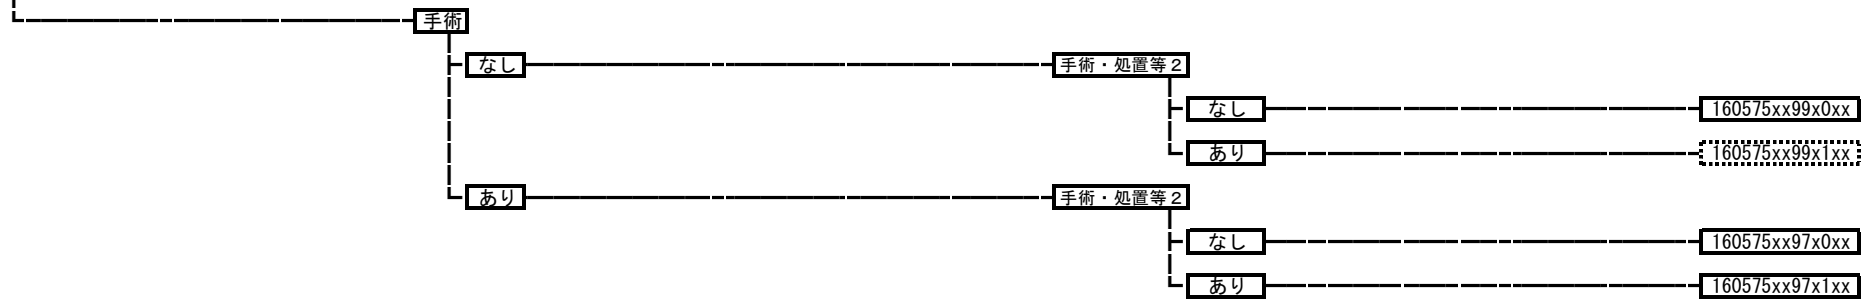 手術
なし 手術・処置等2
なし 160575xx99x0xx
あり 160575xx99x1xx
あり 手術・処置等2
なし 160575xx97x0xx
あり 160575xx97x1xx